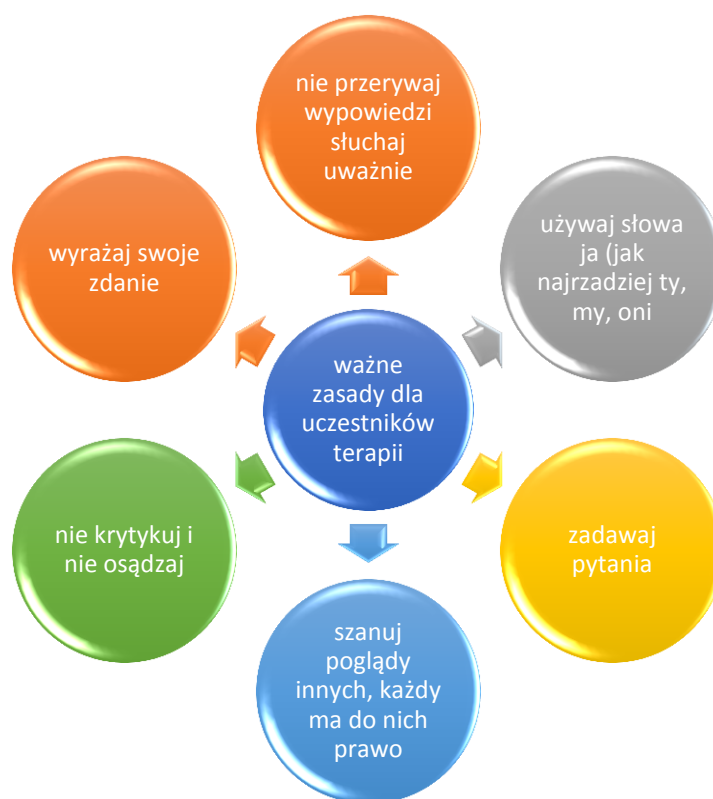 nie przerywaj
wypowiedzi
słuchaj
uważnie
używaj słowa
ja (jak
najrzadziej ty,
my, oni
zadawaj
pytania
szanuj
poglądy
innych, każdy
ma do nich
prawo
nie krytykuj i
nie osądzaj
wyrażaj swoje
zdanie
ważne
zasady dla
uczestników
terapii